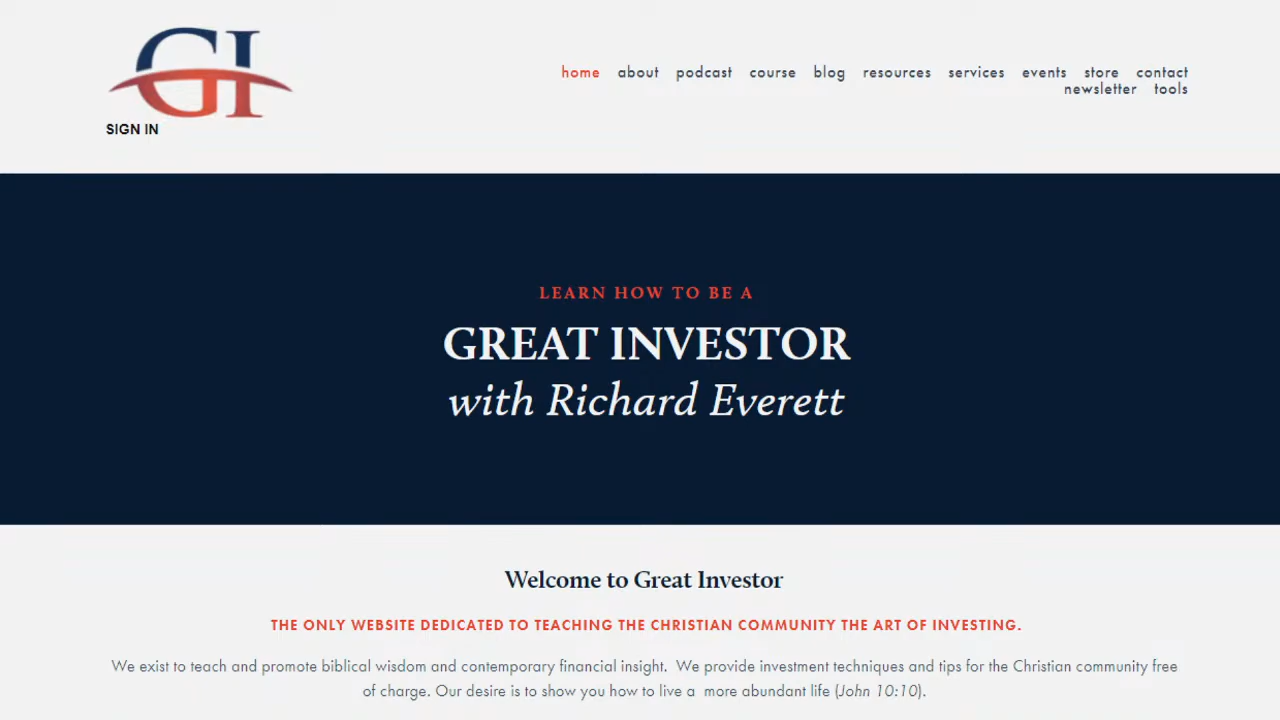 GI
SIGN IN
home about podcast course blog resources services events store contact
newsletter tools
LEARN HOW TO BE A
GREAT INVESTOR
with Richard Everett
Welcome to Great Investor
THE ONLY WEBSITE DEDICATED TO TEACHING THE CHRISTIAN COMMUNITY THE ART OF INVESTING.
We exist to teach and promote biblical wisdom and contemporary financial insight.  We provide investment techniques and tips for the Christian community free
of charge. Our desire is to show you how to live a  more abundant life (John 10:10).